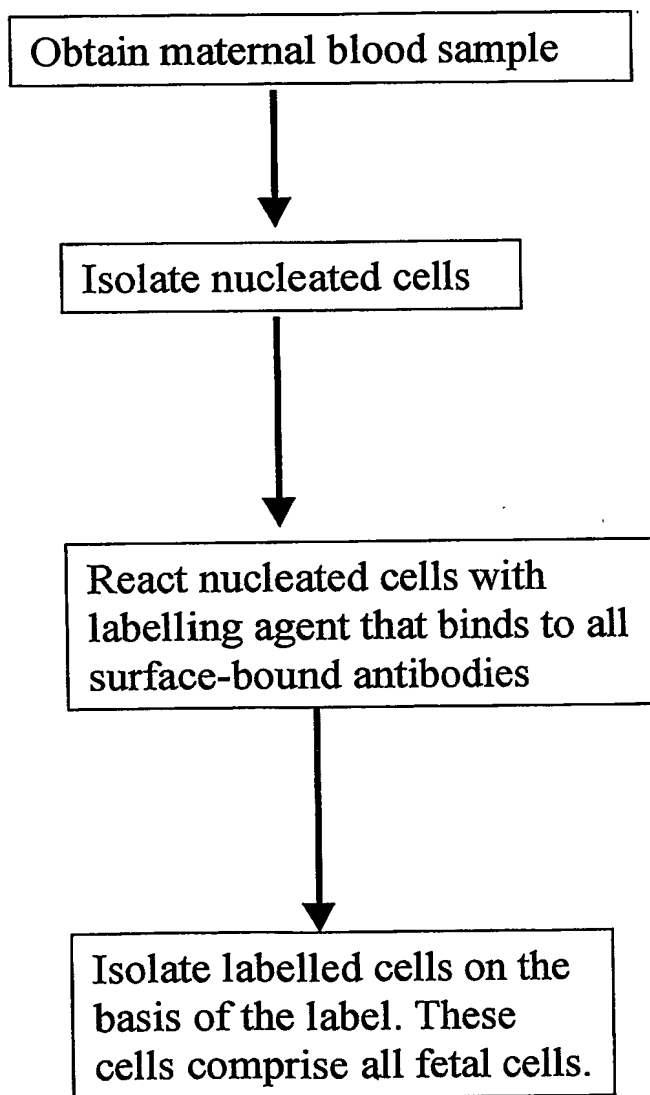 Obtain maternal blood sample
Isolate nucleated cells
React nucleated cells with
labelling agent that binds to all
surface-bound antibodies
Isolate labelled cells on the
basis of the label. These
cells comprise all fetal cells.